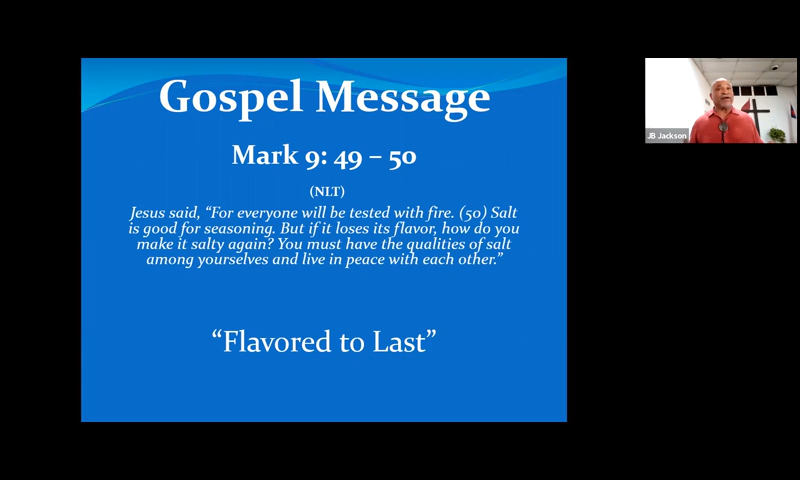 Gospel Message
Mark 9: 49 – 50
(NLT)
Jesus said, “For everyone will be tested with fire. (50) Salt
is good for seasoning. But if it loses its flavor, how do you
make it salty again? You must have the qualities of salt
among yourselves and live in peace with each other.”
“Flavored to Last”
JB Jackson